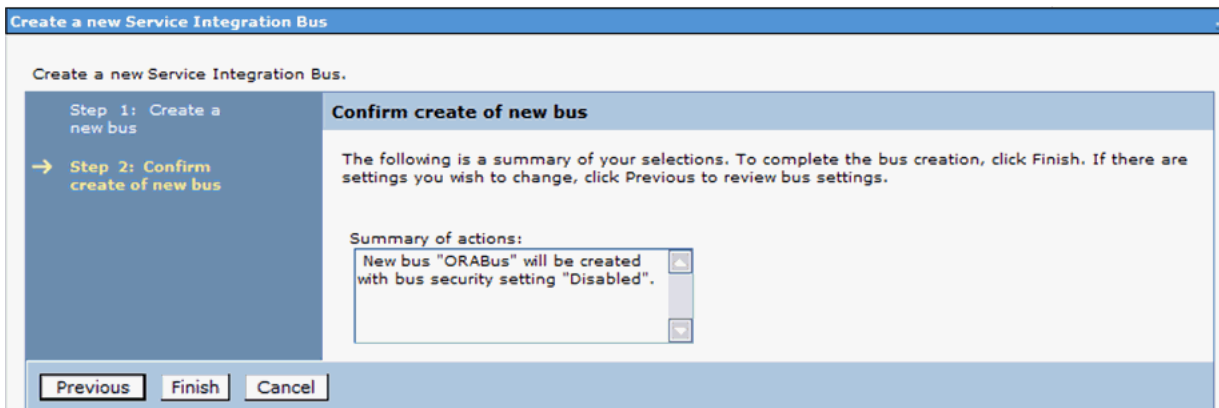 Create a new Service Integration Bus
Create a new Service Integration Bus.
Step 1: Create a
new bus
→ Step 2: Confirm
create of new bus
Confirm create of new bus
The following is a summary of your selections. To complete the bus creation, click Finish. If there are
settings you wish to change, click Previous to review bus settings.
Summary of actions:
New bus "ORABus" will be created
with bus security setting "Disabled".
Previous Finish Cancel